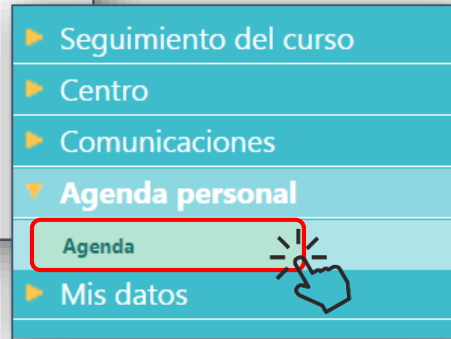 Seguimiento del curso
Centro
Comunicaciones
Agenda personal
Agenda
Mis datos